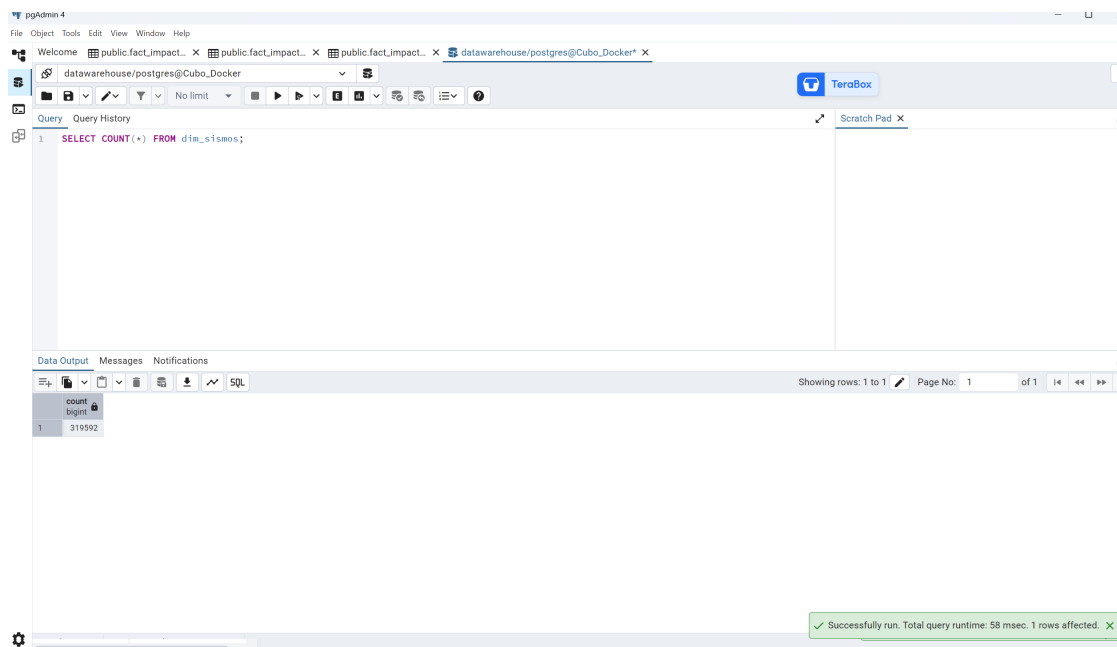 pgAdmin 4
File Object Tools Edit View Window Help
Welcome public.fact_impact... X public.fact_impact... X public.fact_impact... X datawarehouse/postgres@Cubo_Docker* X
datawarehouse/postgres@Cubo_Docker
TeraBox
No limit
Query Query History
Scratch Pad X
1 SELECT COUNT(*) FROM dim_sismos;
Data Output Messages Notifications
SQL
Showing rows: 1 to 1 Page No: 1 of 1
count
bigint
1 319592
Successfully run. Total query runtime: 58 msec. 1 rows affected. X